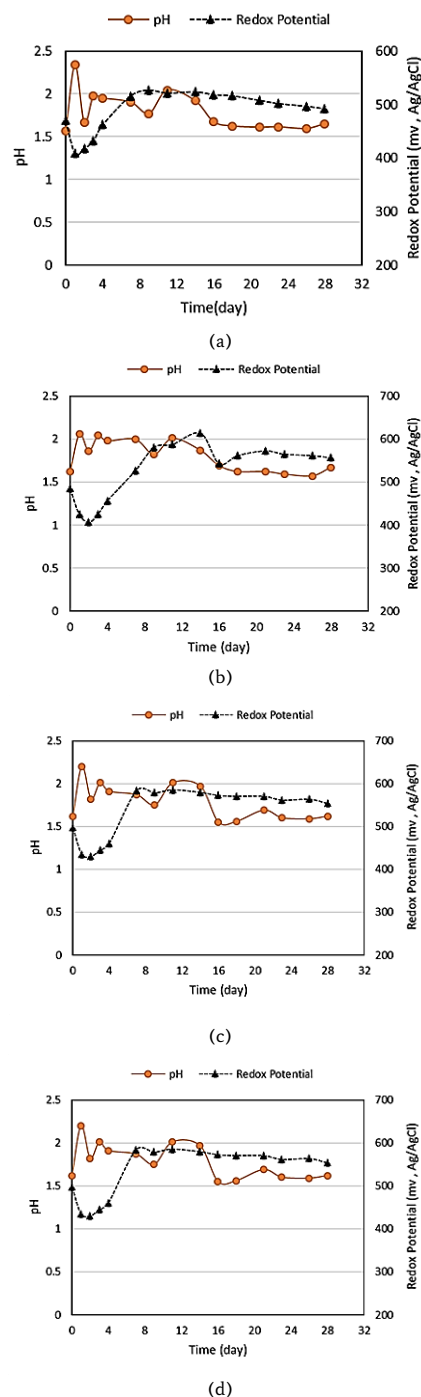 pH Redox Potential
2.5 600
2 500
1.5 400
1
0.5 300
0 200
0 4 8 12 16 20 24 28 32
pH
Redox Potential (mv, Ag/AgCl)
Time(day)
(a)
pH Redox Potential
2.5 700
2 600
1.5 500
1 400
0.5 300
0 200
0 4 8 12 16 20 24 28 32
pH
Redox Potential (mv, Ag/AgCl)
Time (day)
(b)
pH Redox Potential
2.5 700
2 600
1.5 500
1 400
0.5 300
0 200
0 4 8 12 16 20 24 28 32
pH
Redox Potential (mv , Ag/AgCl)
Time (day)
(c)
pH Redox Potential
2.5 700
2 600
1.5 500
1 400
0.5 300
0 200
0 4 8 12 16 20 24 28 32
pH
Redox Potential (mv , Ag/AgCl)
Time (day)
(d)